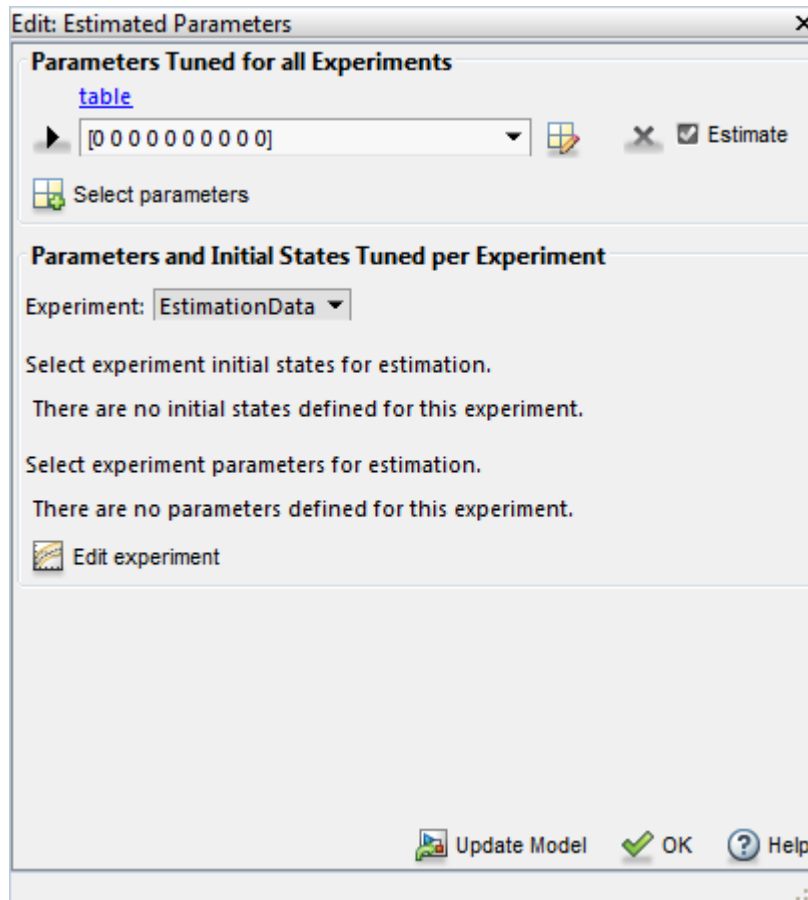 Edit: Estimated Parameters
Parameters Tuned for all Experiments
table
[0 0 0 0 0 0 0 0 0 0]
Estimate
Select parameters
Parameters and Initial States Tuned per Experiment
Experiment: EstimationData
Select experiment initial states for estimation.
There are no initial states defined for this experiment.
Select experiment parameters for estimation.
There are no parameters defined for this experiment.
Edit experiment
Update Model OK Help